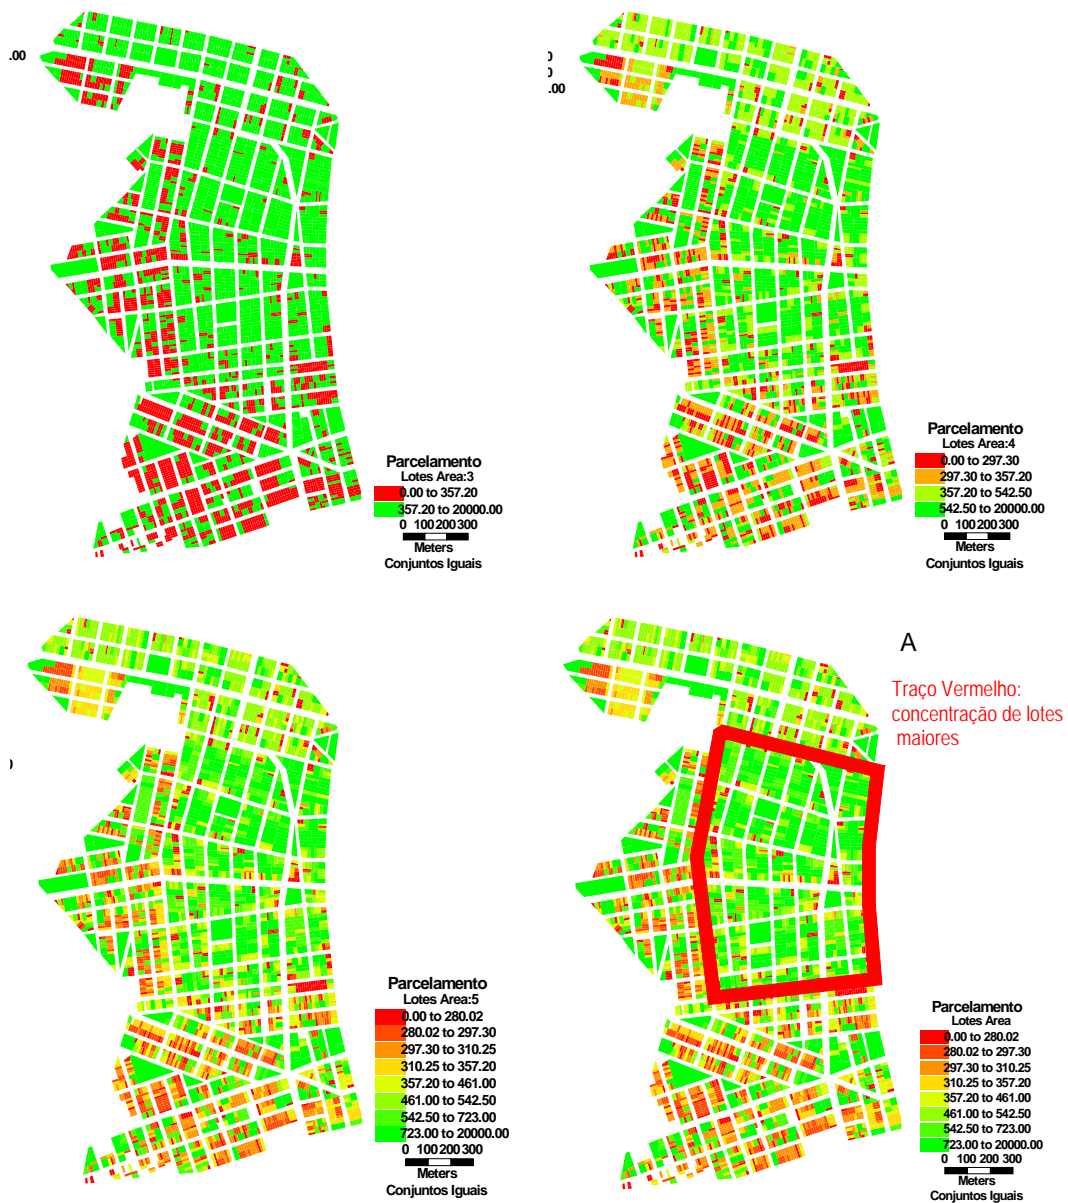 .00
Parcelamento
Lotes Area:3
0.00 to 357.20
357.20 to 20000.00
0 100 200 300
Meters
Conjuntos Iguais
0
0
.00
Parcelamento
Lotes Area:4
0.00 to 297.30
297.30 to 357.20
357.20 to 542.50
542.50 to 20000.00
0 100 200 300
Meters
Conjuntos Iguais
Parcelamento
Lotes Area:5
0.00 to 280.02
280.02 to 297.30
297.30 to 310.25
310.25 to 357.20
357.20 to 461.00
461.00 to 542.50
542.50 to 723.00
723.00 to 20000.00
0 100 200 300
Meters
Conjuntos Iguais
A
Traço Vermelho:
concentração de lotes
maiores
Parcelamento
Lotes Area
0.00 to 280.02
280.02 to 297.30
297.30 to 310.25
310.25 to 357.20
357.20 to 461.00
461.00 to 542.50
542.50 to 723.00
723.00 to 20000.00
0 100 200 300
Meters
Conjuntos Iguais